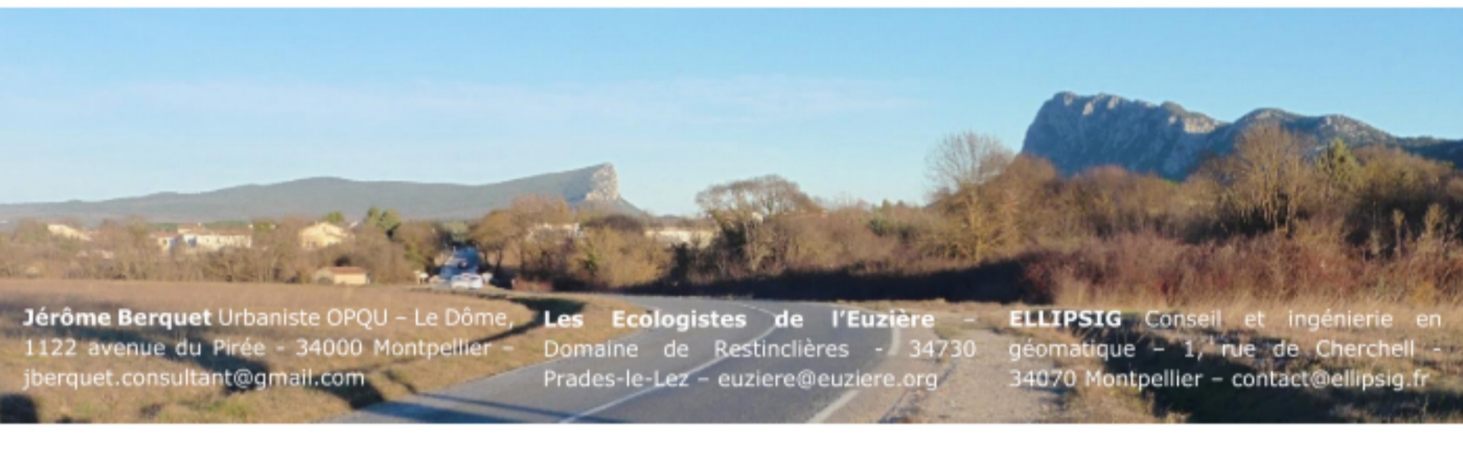 Jérôme Berquet Urbaniste OPQU – Le Dôme,
1122 avenue du Pirée - 34000 Montpellier –
jberquet.consultant@gmail.com
Les Ecologistes de l'Euzière –
Domaine de Restinclières - 34730
Prades-le-Lez – euziere@euziere.org
ELLIPSIG Conseil et ingénierie en
géomatique – 1, rue de Cherchell -
34070 Montpellier – contact@ellipsig.fr